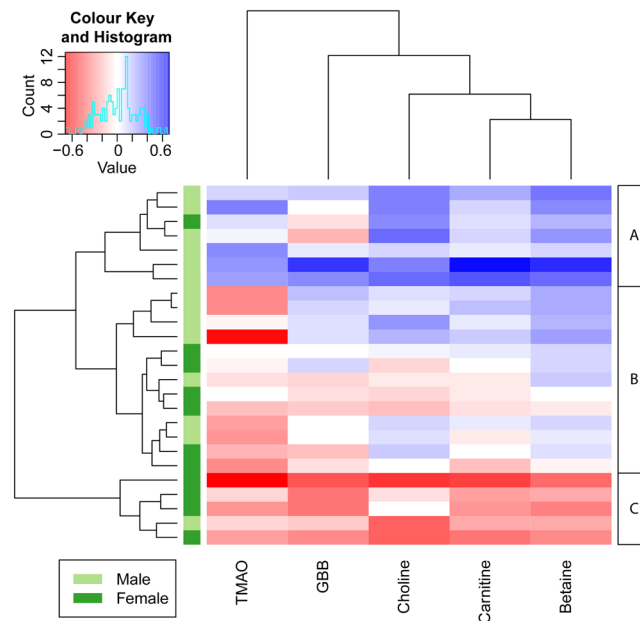 Colour Key
and Histogram
12
8
4
0
Count
−0.6
0
0.6
Value
A
B
C
TMAO
GBB
Choline
Carnitine
Betaine
Male
Female